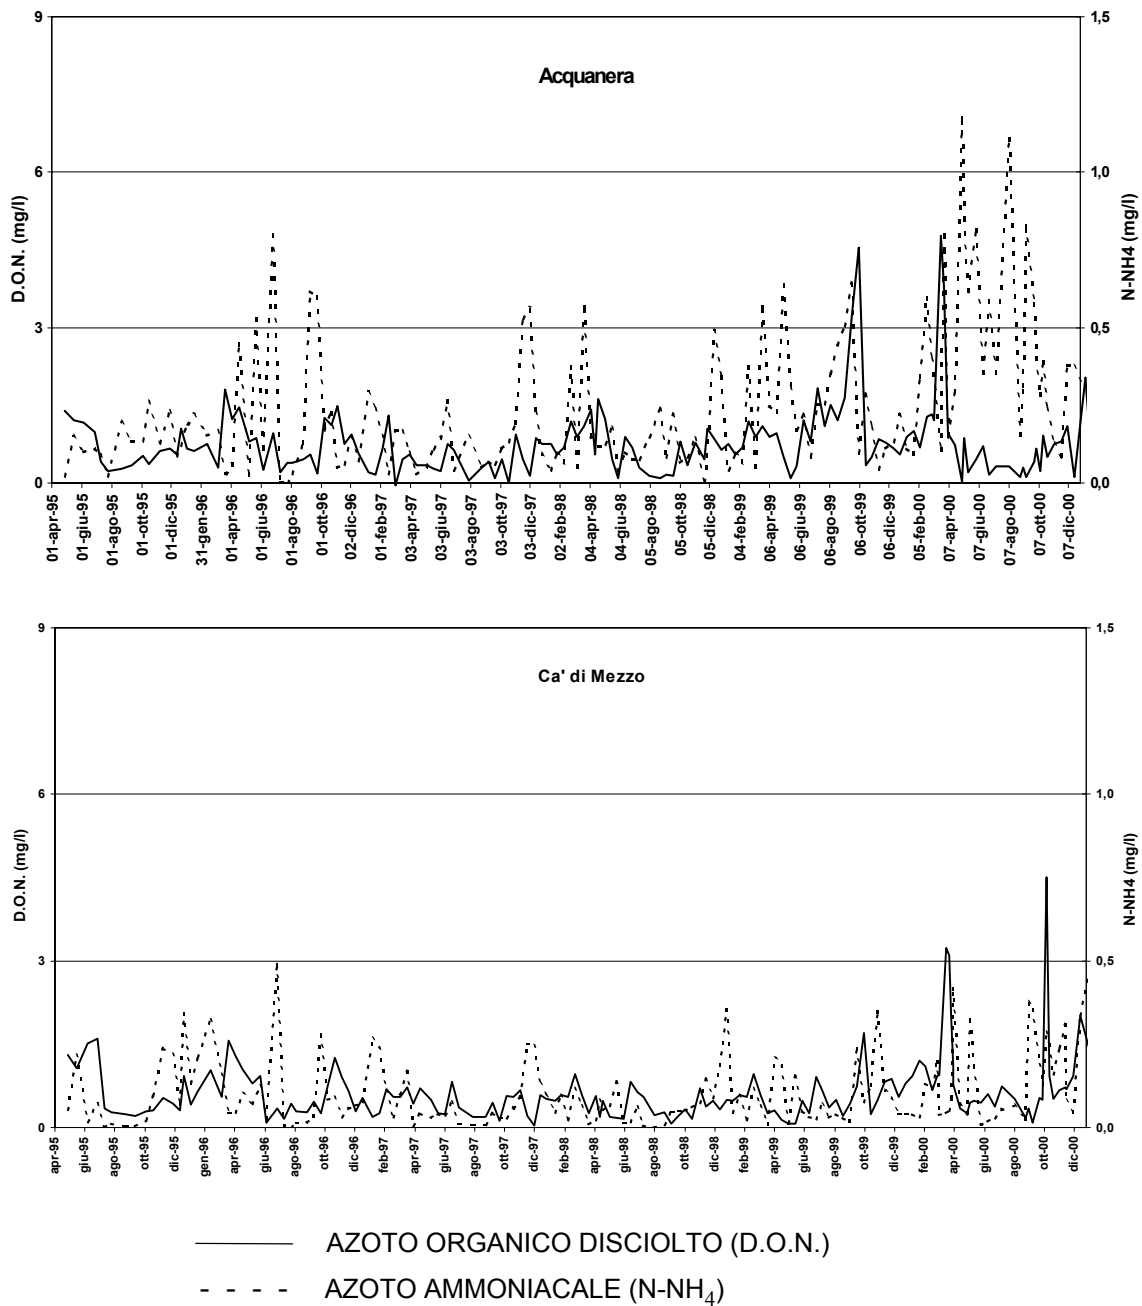 9
1,5
Acquanera
6
1,0
D.O.N. (mg/l)
N-NH4 (mg/l)
3
0,5
0
0,0
01-apr-95
01-giu-95
01-ago-95
01-ott-95
01-dic-95
31-gen-96
01-apr-96
01-giu-96
01-ago-96
01-ott-96
02-dic-96
01-feb-97
03-apr-97
03-giu-97
03-ago-97
03-ott-97
03-dic-97
02-feb-98
04-apr-98
04-giu-98
05-ago-98
05-ott-98
05-dic-98
04-feb-99
06-apr-99
06-giu-99
06-ago-99
06-ott-99
06-dic-99
05-feb-00
07-apr-00
07-giu-00
07-ago-00
07-ott-00
07-dic-00
9
1,5
Ca' di Mezzo
6
1,0
D.O.N. (mg/l)
N-NH4 (mg/l)
3
0,5
0
0,0
apr-95
giu-95
ago-95
ott-95
dic-95
gen-96
apr-96
giu-96
ago-96
ott-96
dic-96
feb-97
apr-97
giu-97
ago-97
ott-97
dic-97
feb-98
apr-98
giu-98
ago-98
ott-98
dic-98
feb-99
apr-99
giu-99
ago-99
ott-99
dic-99
feb-00
apr-00
giu-00
ago-00
ott-00
dic-00
AZOTO ORGANICO DISCIOLTO (D.O.N.)
AZOTO AMMONIACALE (N-NH₄)